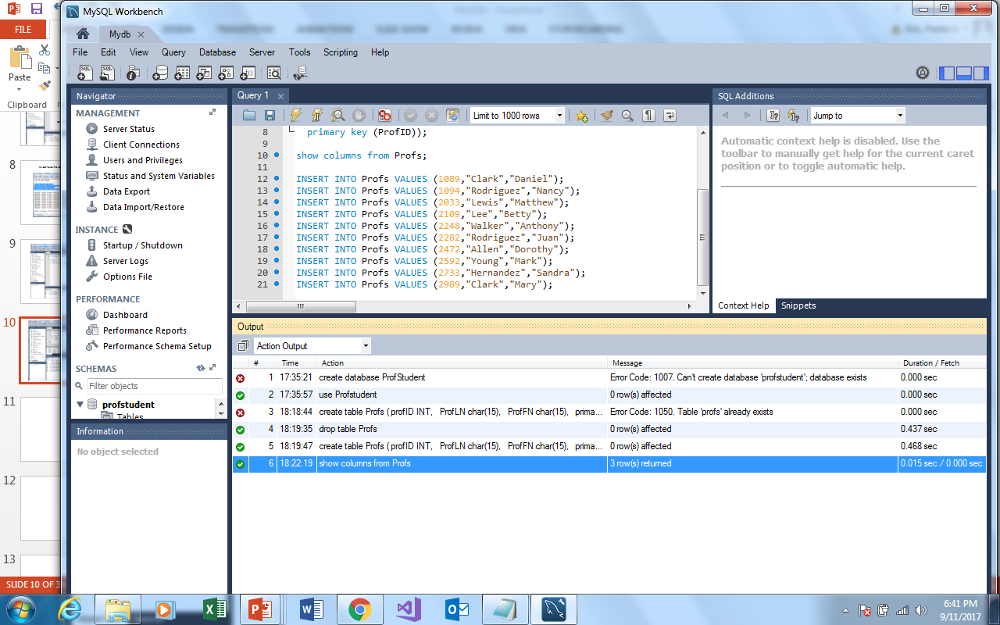 MySQL Workbench
FILE
Mydb
File Edit View Query Database Server Tools Scripting Help
Paste
Clipboard
Navigator
MANAGEMENT
Server Status
Client Connections
Users and Privileges
Status and System Variables
Data Export
Data Import/Restore
INSTANCE
Startup / Shutdown
Server Logs
Options File
PERFORMANCE
Dashboard
Performance Reports
Performance Schema Setup
SCHEMAS
Filter objects
profstudent
Tables
Information
No object selected
Query 1
Limit to 1000 rows
8 primary key (ProfID));
9
10 show columns from Profs;
11
12 INSERT INTO Profs VALUES (1089,"Clark","Daniel");
13 INSERT INTO Profs VALUES (1094,"Rodriguez","Nancy");
14 INSERT INTO Profs VALUES (2033,"Lewis","Matthew");
15 INSERT INTO Profs VALUES (2109,"Lee","Betty");
16 INSERT INTO Profs VALUES (2248,"Walker","Anthony");
17 INSERT INTO Profs VALUES (2282,"Rodriguez","Juan");
18 INSERT INTO Profs VALUES (2472,"Allen","Dorothy");
19 INSERT INTO Profs VALUES (2592,"Young","Mark");
20 INSERT INTO Profs VALUES (2733,"Hernandez","Sandra");
21 INSERT INTO Profs VALUES (2989,"Clark","Mary");
SQL Additions
Jump to
Automatic context help is disabled. Use the
toolbar to manually get help for the current caret
position or to toggle automatic help.
Context Help Snippets
Output
Action Output
# Time Action Message Duration / Fetch
1 17:35:21 create database ProfStudent Error Code: 1007. Can't create database 'profstudent'; database exists 0.000 sec
2 17:35:57 use Profstudent 0 row(s) affected 0.000 sec
3 18:18:44 create table Profs ( profID INT, ProfLN char(15), ProfFN char(15), prima... Error Code: 1050. Table 'profs' already exists 0.000 sec
4 18:19:35 drop table Profs 0 row(s) affected 0.437 sec
5 18:19:47 create table Profs ( profID INT, ProfLN char(15), ProfFN char(15), prima... 0 row(s) affected 0.468 sec
6 18:22:19 show columns from Profs 3 row(s) returned 0.015 sec / 0.000 sec
8
9
10
11
12
13
SLIDE 10 OF 3
6:41 PM
9/11/2017